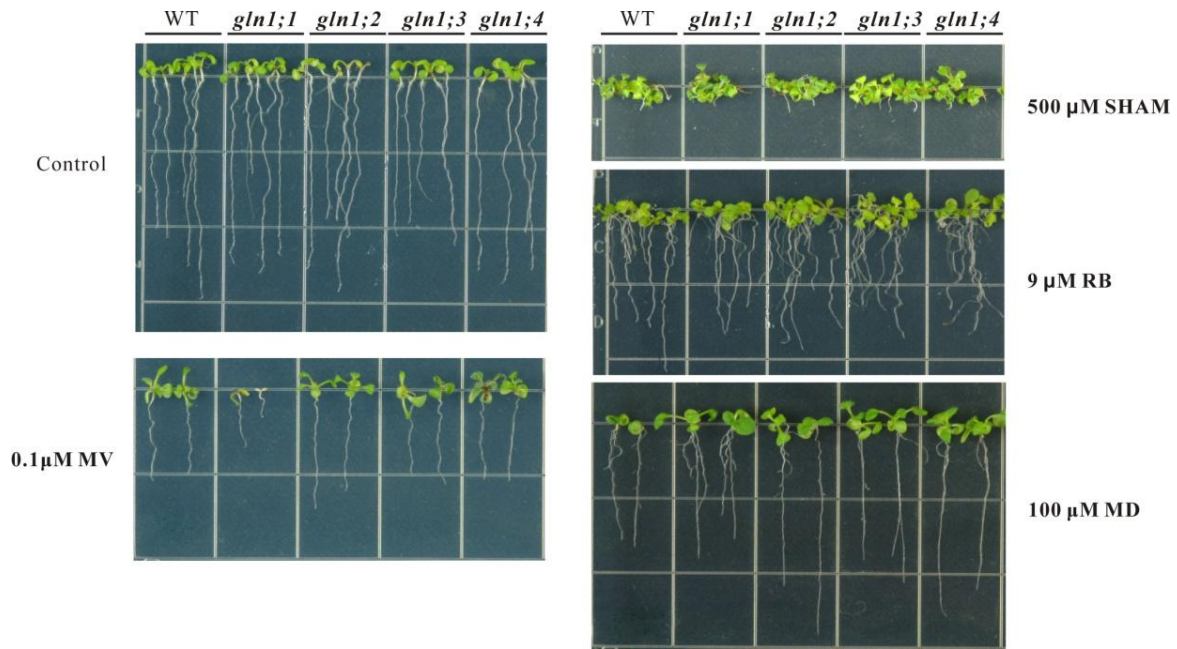 WT gln1;1 gln1;2 gln1;3 gln1;4
Control
0.1µM MV
WT gln1;1 gln1;2 gln1;3 gln1;4
500 µM SHAM
9 µM RB
100 µM MD